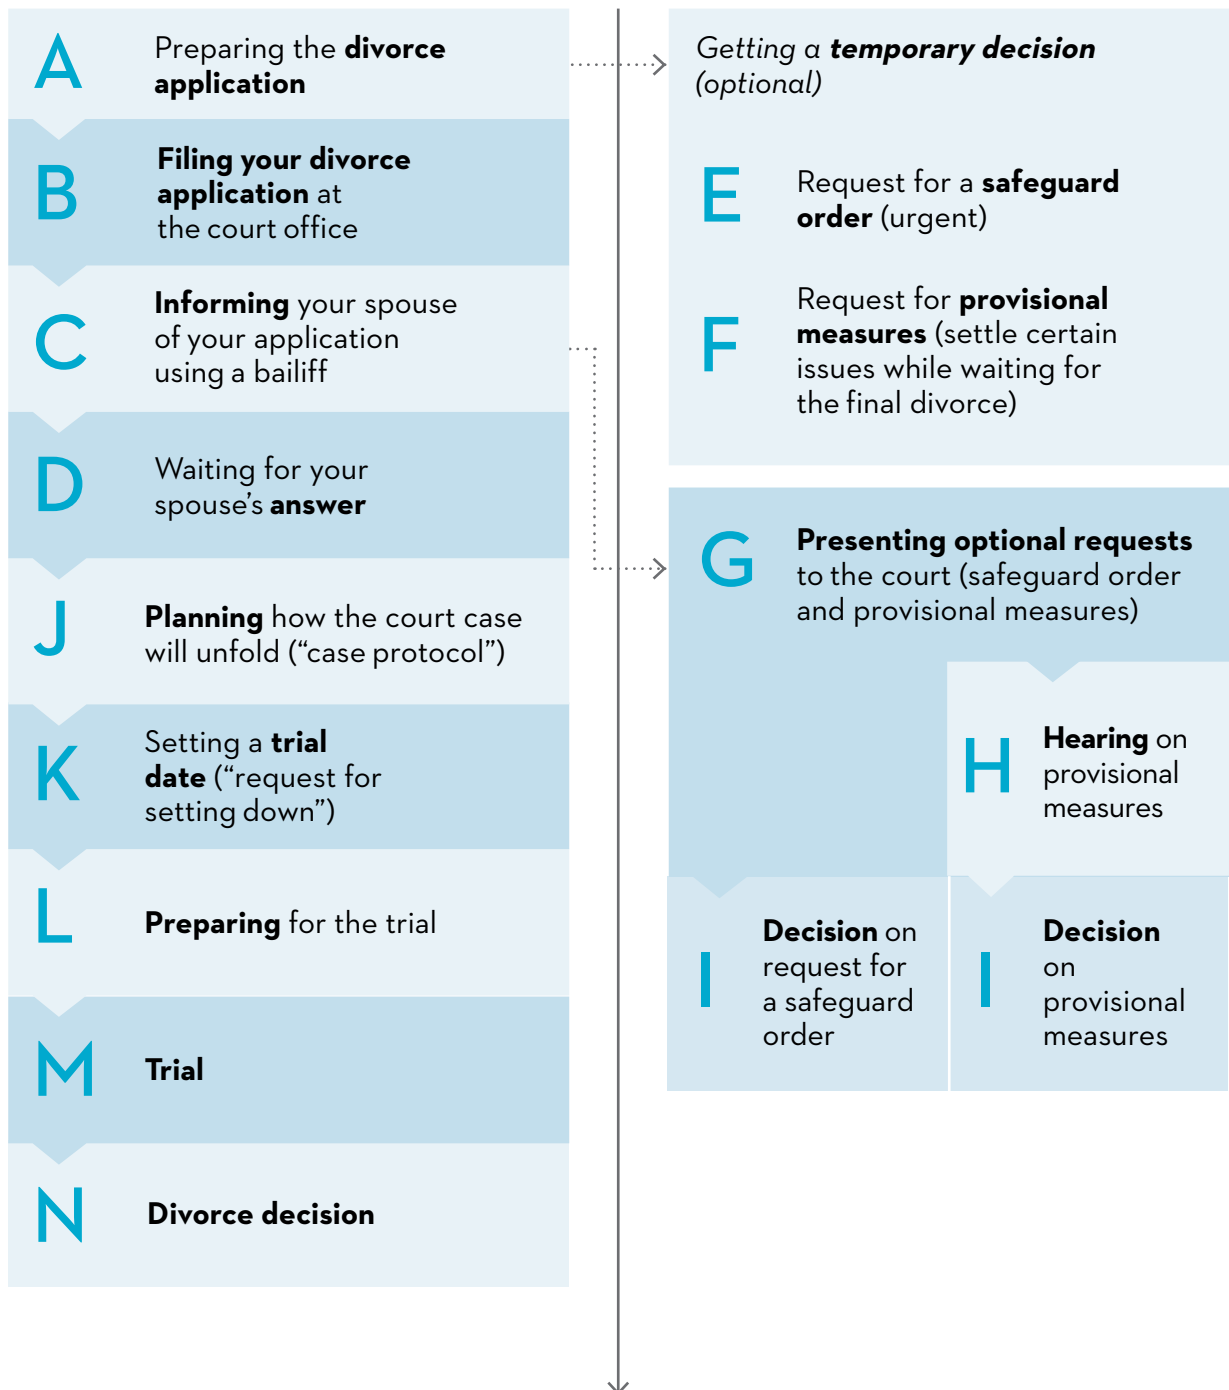 A
Preparing the divorce
application
B
Filing your divorce
application at
the court office
C
Informing your spouse
of your application
using a bailiff
D
Waiting for your
spouse's answer
J
Planning how the court case
will unfold (“case protocol”)
K
Setting a trial
date (“request for
setting down”)
L
Preparing for the trial
M
Trial
N
Divorce decision
Getting a temporary decision
(optional)
E
Request for a safeguard
order (urgent)
F
Request for provisional
measures (settle certain
issues while waiting for
the final divorce)
G
Presenting optional requests
to the court (safeguard order
and provisional measures)
H
Hearing on
provisional
measures
I
Decision on
request for
a safeguard
order
I
Decision
on
provisional
measures